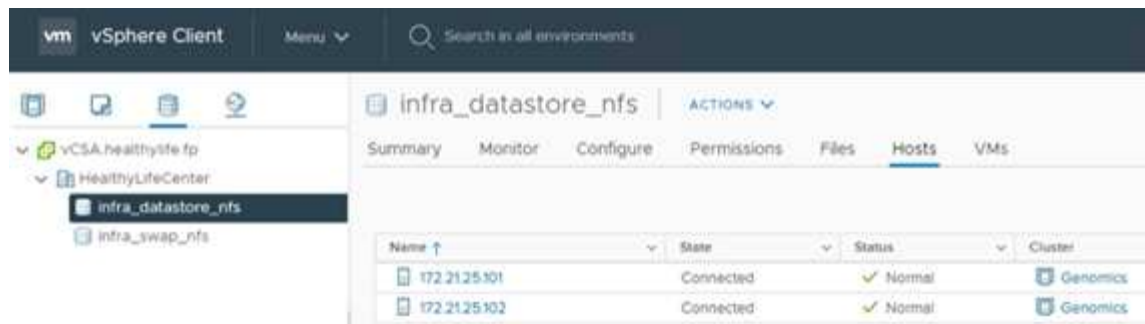 vm vSphere Client Menu Search in all environments
infra_datastore_nfs ACTIONS
vCSA.healthylife.fp
HealthyLifeCenter
infra_datastore_nfs
infra_swap_nfs
Summary Monitor Configure Permissions Files Hosts VMs
Name State Status Cluster
172.21.25.101 Connected Normal Genomics
172.21.25.102 Connected Normal Genomics